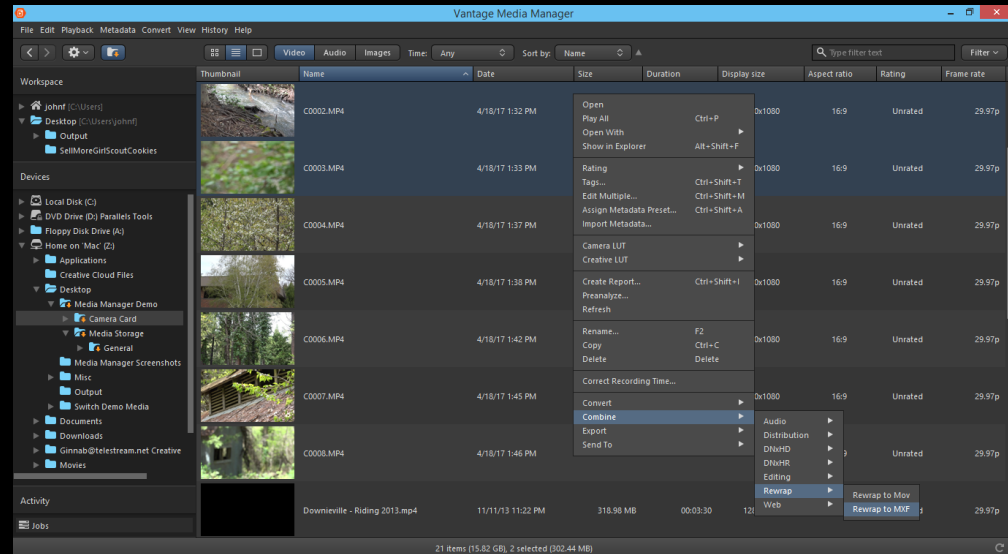 Vantage Media Manager
File Edit Playback Metadata Convert View History Help
Video Audio Images Time: Any Sort by: Name Type filter text Filter
Workspace
johnf [C:\Users]
Desktop [C:\Users\johnf]
Output
SellMoreGirlScoutCookies
Devices
Local Disk (C:)
DVD Drive (D:) Parallels Tools
Floppy Disk Drive (A:)
Home on 'Mac' (Z:)
Applications
Creative Cloud Files
Desktop
Media Manager Demo
Camera Card
Media Storage
General
Media Manager Screenshots
Misc
Output
Switch Demo Media
Documents
Downloads
Ginnab@telestream.net Creative
Movies
Activity
Jobs
Thumbnail Name Date Size Duration Display size Aspect ratio Rating Frame rate
C0002.MP4 4/18/17 1:32 PM 0x1080 16:9 Unrated 29.97p
C0003.MP4 4/18/17 1:33 PM 0x1080 16:9 Unrated 29.97p
C0004.MP4 4/18/17 1:37 PM 0x1080 16:9 Unrated 29.97p
C0005.MP4 4/18/17 1:38 PM 0x1080 16:9 Unrated 29.97p
C0006.MP4 4/18/17 1:42 PM 0x1080 16:9 Unrated 29.97p
C0007.MP4 4/18/17 1:45 PM 0x1080 16:9 Unrated 29.97p
C0008.MP4 4/18/17 1:46 PM 9 Unrated 29.97p
Downieville - Riding 2013.mp4 11/11/13 11:22 PM 318.98 MB 00:03:30 29.97p
Open
Play All Ctrl+P
Open With
Show in Explorer Alt+Shift+F
Rating
Tags... Ctrl+Shift+T
Edit Multiple... Ctrl+Shift+M
Assign Metadata Preset... Ctrl+Shift+A
Import Metadata...
Camera LUT
Creative LUT
Create Report... Ctrl+Shift+I
Preanalyze...
Refresh
Rename... F2
Copy Ctrl+C
Delete Delete
Correct Recording Time...
Convert
Combine
Export
Send To
Audio
Distribution
DNxHD
DNxHR
Editing
Rewrap
Web
Rewrap to Mov
Rewrap to MXF
21 items (15.82 GB), 2 selected (302.44 MB)